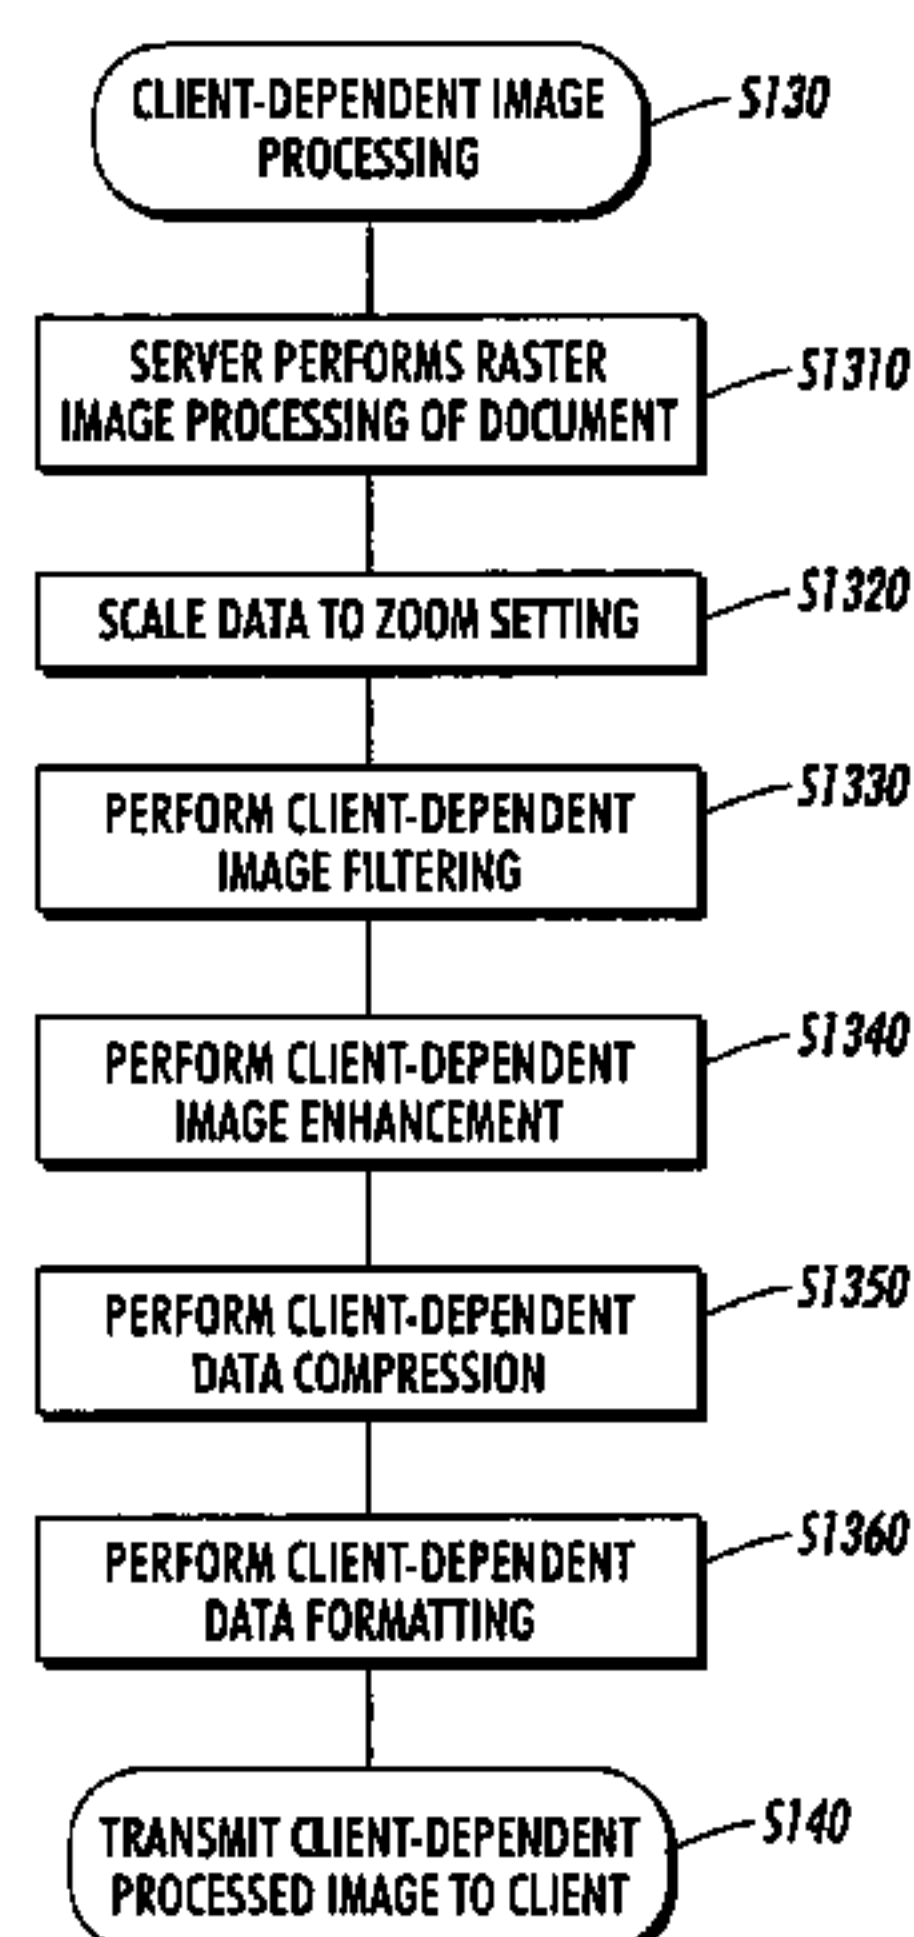 CLIENT-DEPENDENT IMAGE
PROCESSING
S130
SERVER PERFORMS RASTER
IMAGE PROCESSING OF DOCUMENT
S1310
SCALE DATA TO ZOOM SETTING
S1320
PERFORM CLIENT-DEPENDENT
IMAGE FILTERING
S1330
PERFORM CLIENT-DEPENDENT
IMAGE ENHANCEMENT
S1340
PERFORM CLIENT-DEPENDENT
DATA COMPRESSION
S1350
PERFORM CLIENT-DEPENDENT
DATA FORMATTING
S1360
TRANSMIT CLIENT-DEPENDENT
PROCESSED IMAGE TO CLIENT
S140